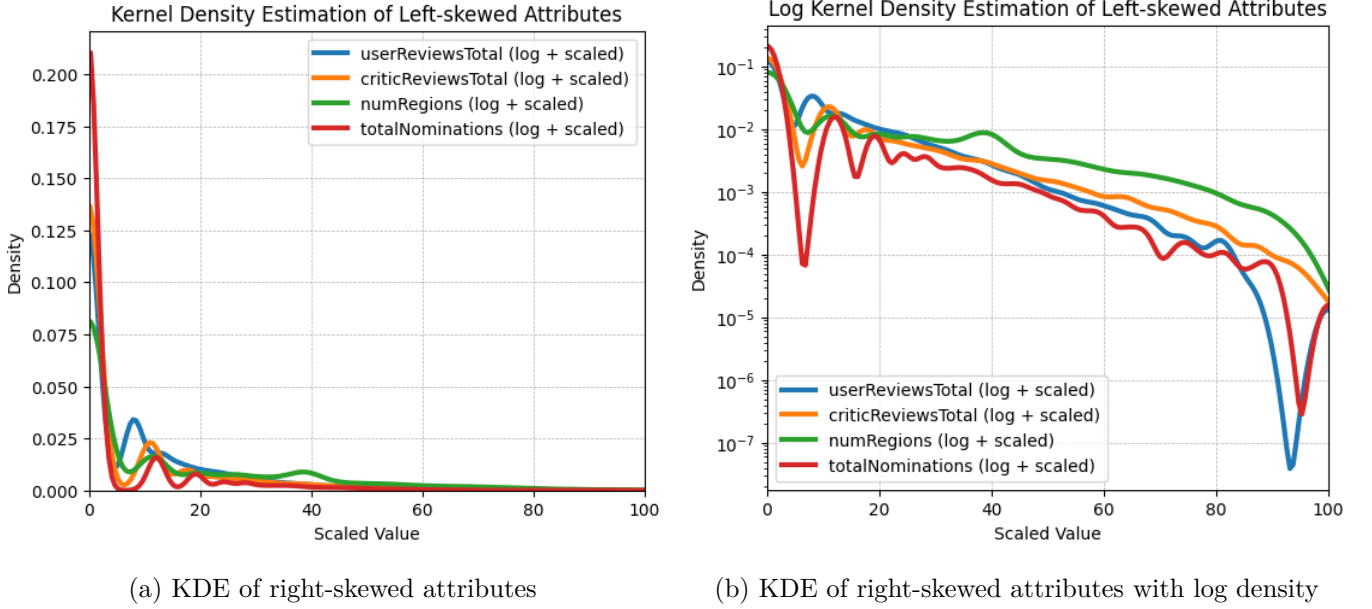 Kernel Density Estimation of Left-skewed Attributes
0.200
0.175
0.150
0.125
0.100
0.075
0.050
0.025
0.000
Density
userReviewsTotal (log + scaled)
criticReviewsTotal (log + scaled)
numRegions (log + scaled)
totalNominations (log + scaled)
0 20 40 60 80 100
Scaled Value
(a) KDE of right-skewed attributes
Log Kernel Density Estimation of Left-skewed Attributes
10⁻¹
10⁻²
10⁻³
10⁻⁴
10⁻⁵
10⁻⁶
10⁻⁷
Density
userReviewsTotal (log + scaled)
criticReviewsTotal (log + scaled)
numRegions (log + scaled)
totalNominations (log + scaled)
0 20 40 60 80 100
Scaled Value
(b) KDE of right-skewed attributes with log density